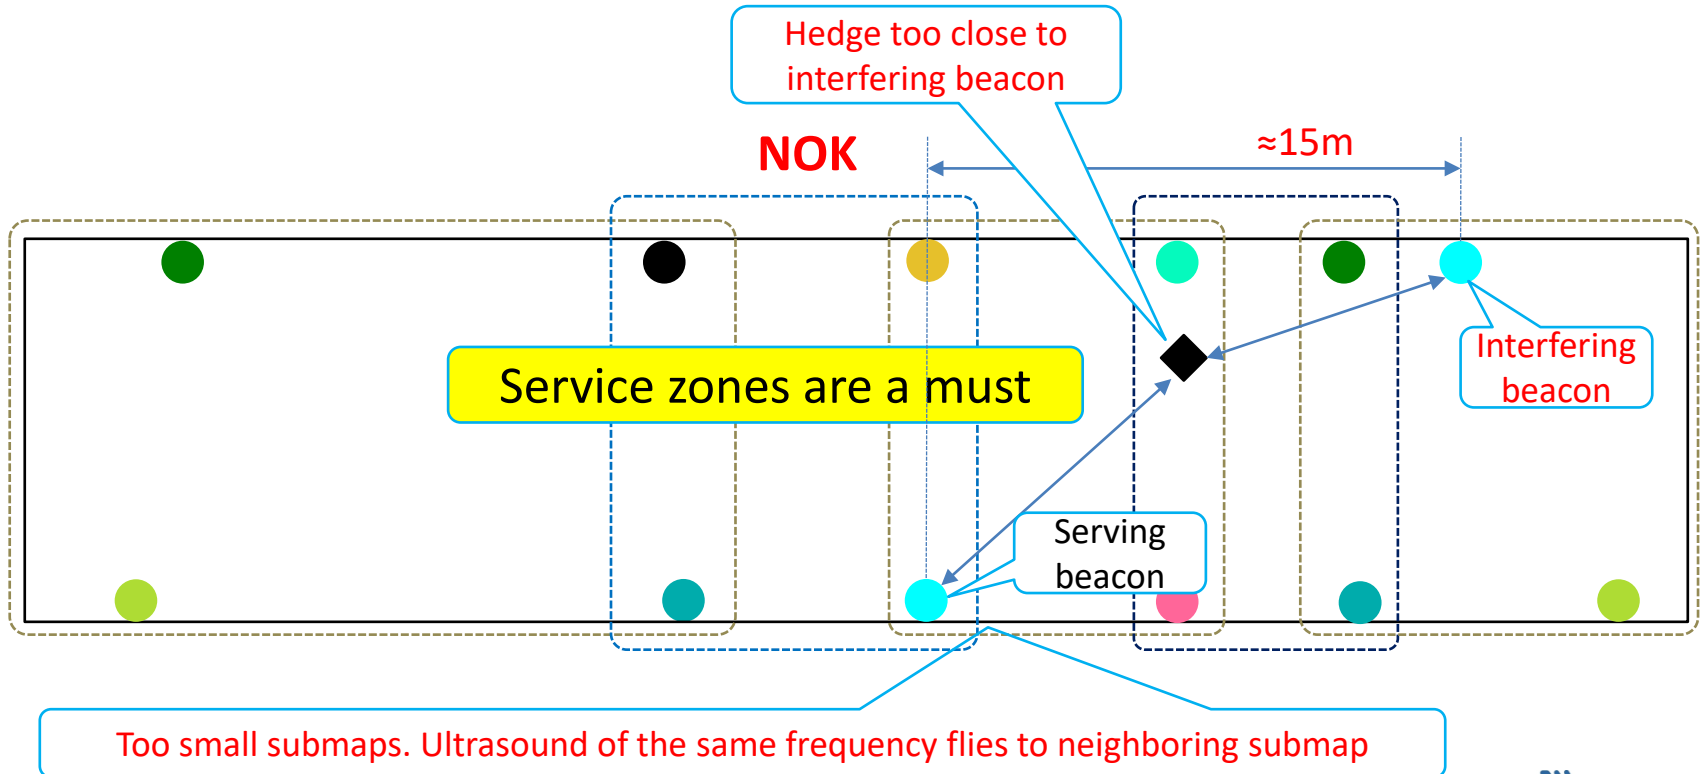 Hedge too close to
interfering beacon
NOK
≈15m
Interfering
beacon
Service zones are a must
Serving
beacon
Too small submaps. Ultrasound of the same frequency flies to neighboring submap